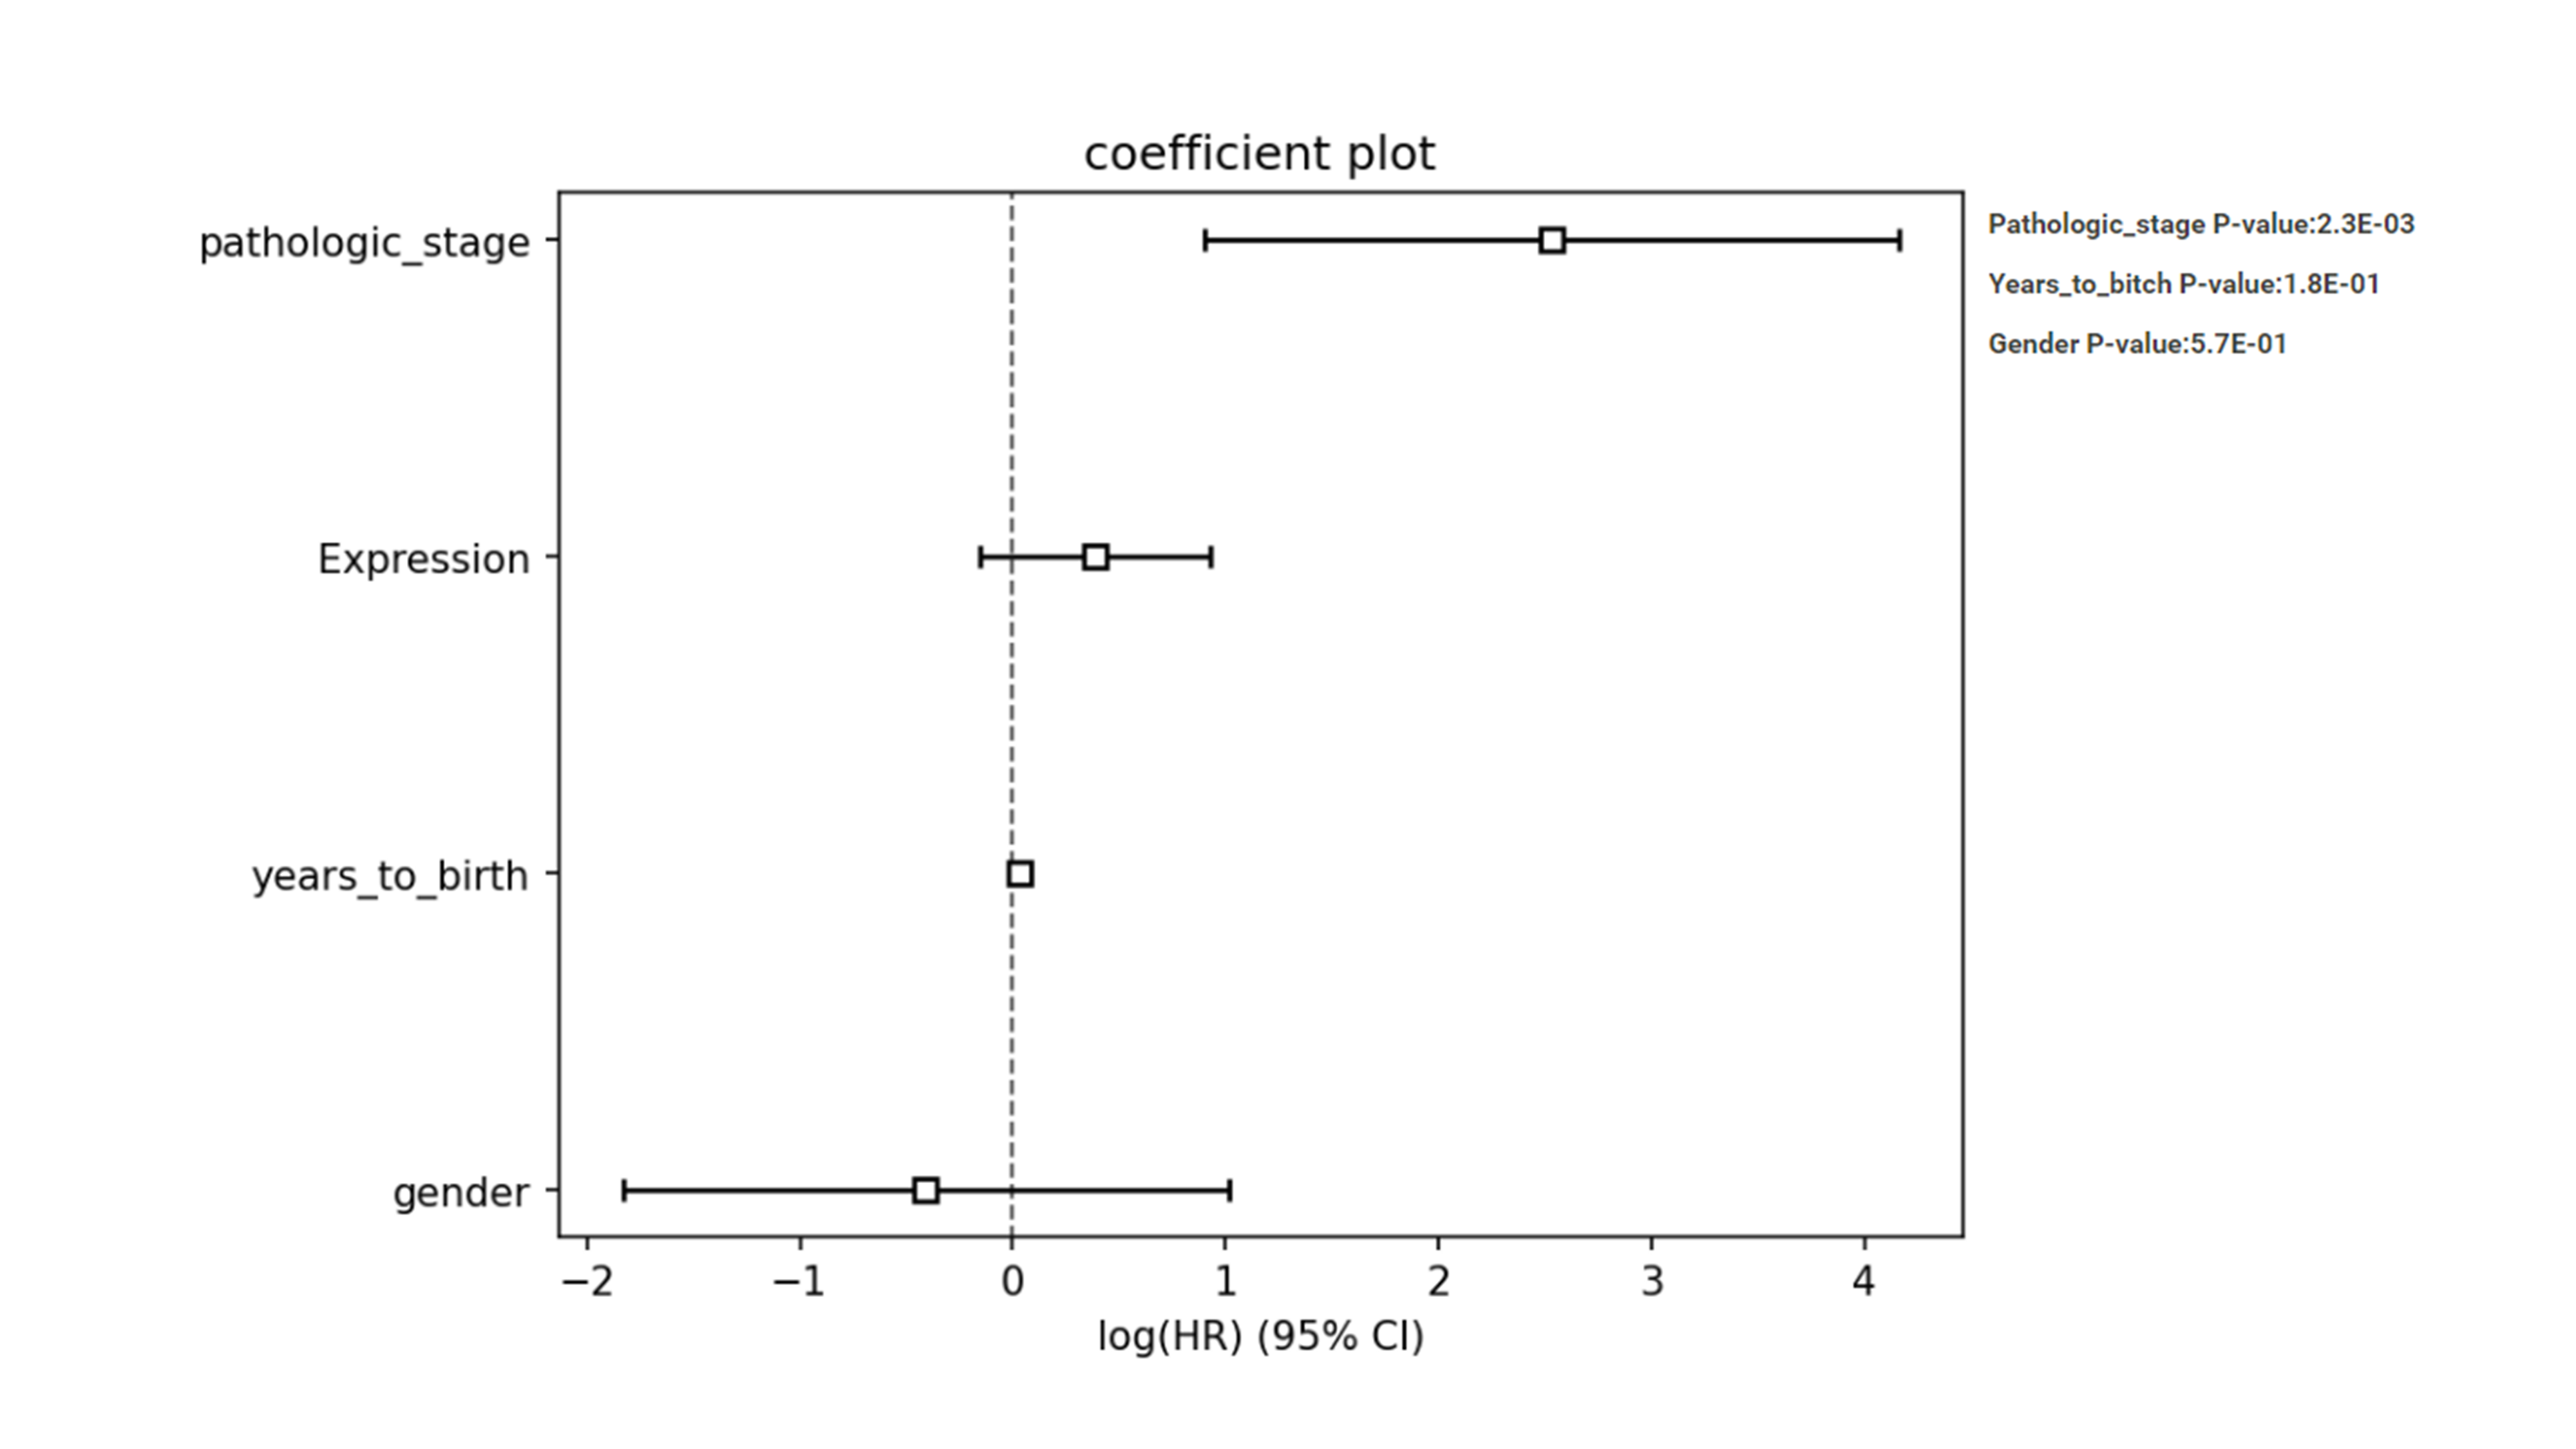 coefficient plot
pathologic_stage
Expression
years_to_birth
gender
−2 −1 0 1 2 3 4
log(HR) (95% CI)
Pathologic_stage P-value:2.3E-03
Years_to_bitch P-value:1.8E-01
Gender P-value:5.7E-01